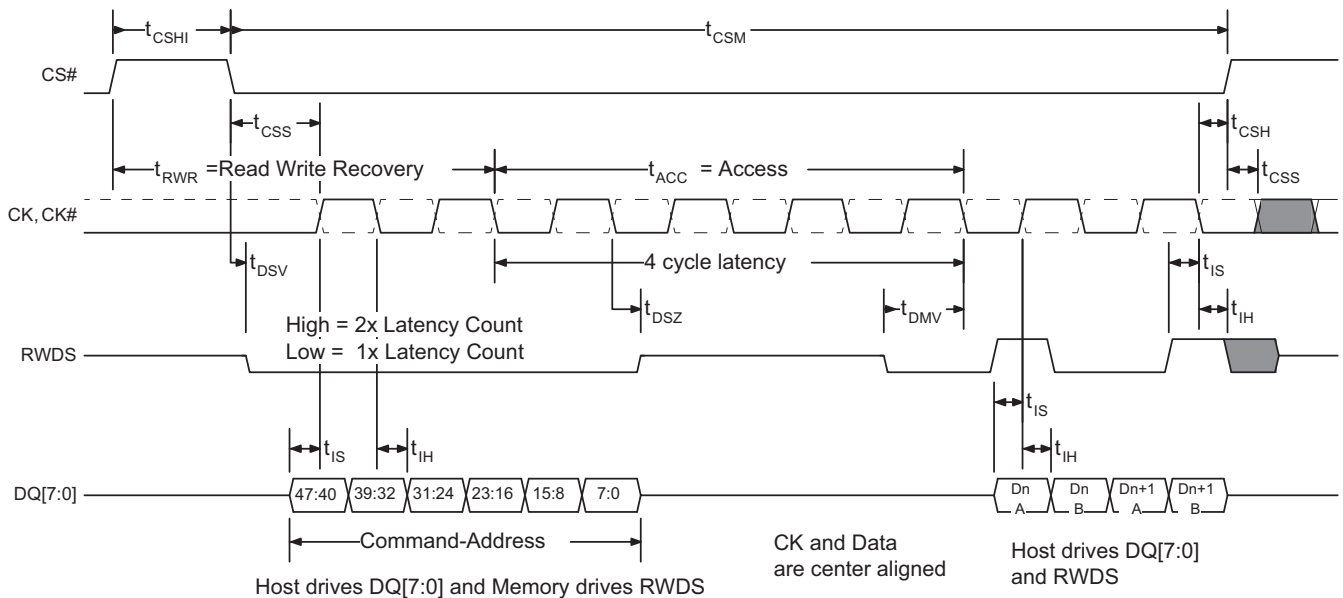 tCSHI
tCSM
CS#
tCSS
tCSH
tRWR =Read Write Recovery
tACC = Access
tCSS
CK, CK#
tDSV
4 cycle latency
tIS
tDSZ
tDMV
tIH
High = 2x Latency Count
Low = 1x Latency Count
RWDS
tIS
tIS
tIH
tIH
DQ[7:0]
47:40 39:32 31:24 23:16 15:8 7:0
Dn A
Dn B
Dn+1 A
Dn+1 B
Command-Address
CK and Data
are center aligned
Host drives DQ[7:0]
and RWDS
Host drives DQ[7:0] and Memory drives RWDS